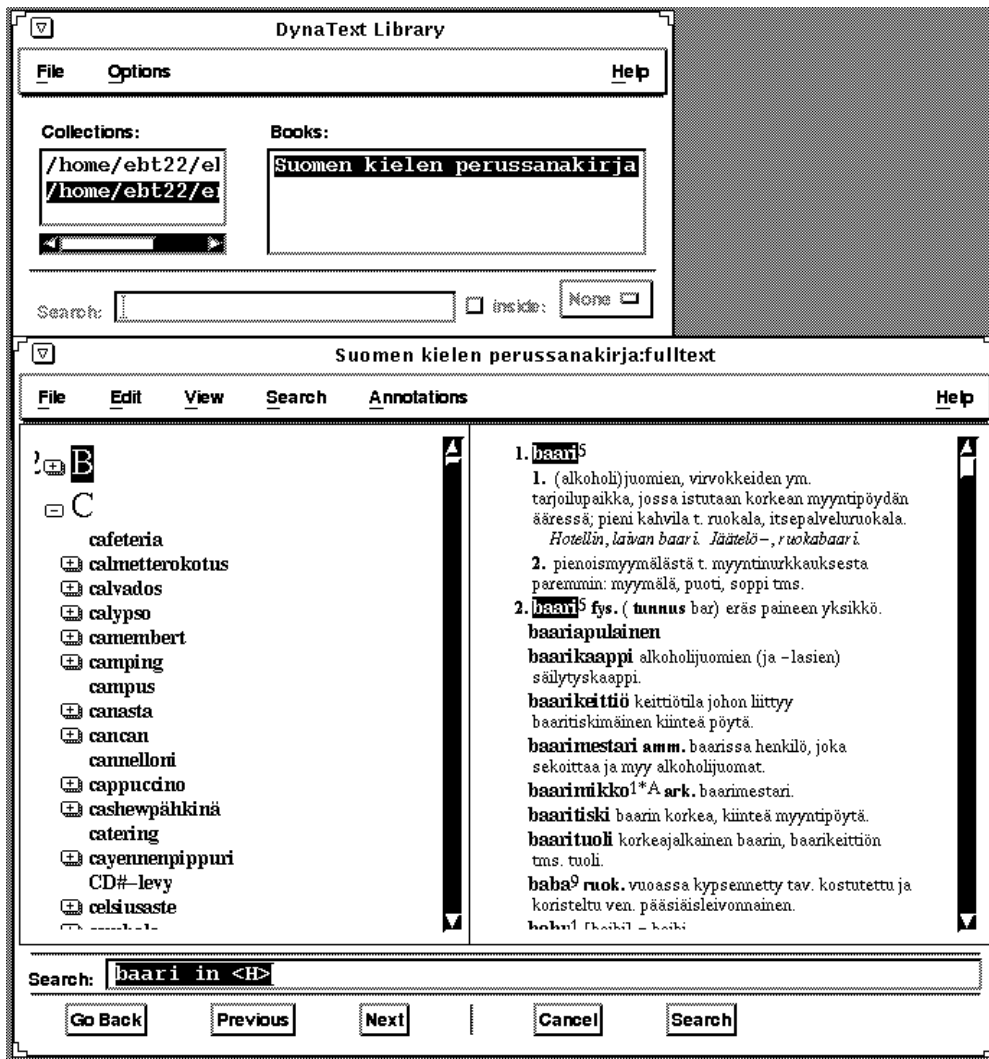 DynaText Library
File Options Help
Collections: Books:
/home/ebt22/el Suomen kielen perussanakirja
/home/ebt22/er
Search: inside: None
Suomen kielen perussanakirja:fulltext
File Edit View Search Annotations Help
B
C
cafeteria
calmetterokotus
calvados
calypso
camembert
camping
campus
canasta
cancan
cannelloni
cappuccino
cashewpähkinä
catering
cayennenpippuri
CD#-levy
celsiusaste
1. baari5
1. (alkoholi)juomien, virvokkeiden ym.
tarjoilupaikka, jossa istutaan korkean myyntipöydän
ääressä; pieni kahvila t. ruokala, itsepalveluruokala.
Hotellin, laivan baari. Jäätelö-, ruokabaari.
2. pienoismyymälästä t. myyntinurkkauksesta
paremmin: myymälä, puoti, soppi tms.
2. baari5 fys. ( tunnus bar) eräs paineen yksikkö.
baariapulainen
baarikaappi alkoholijuomien (ja -lasien)
säilytyskaappi.
baarikeittiö keittiötila johon liittyy
baaritiskimäinen kiinteä pöytä.
baarimestari amm. baarissa henkilö, joka
sekoittaa ja myy alkoholijuomat.
baarimikko1*A ark. baarimestari.
baaritiski baarin korkea, kiinteä myyntipöytä.
baarituoli korkeajalkainen baarin, baarikeittiön
tms. tuoli.
baba9 ruok. vuoassa kypsennetty tav. kostutettu ja
koristeltu ven. pääsiäisleivonnainen.
Search: baari in <H>
Go Back Previous Next Cancel Search